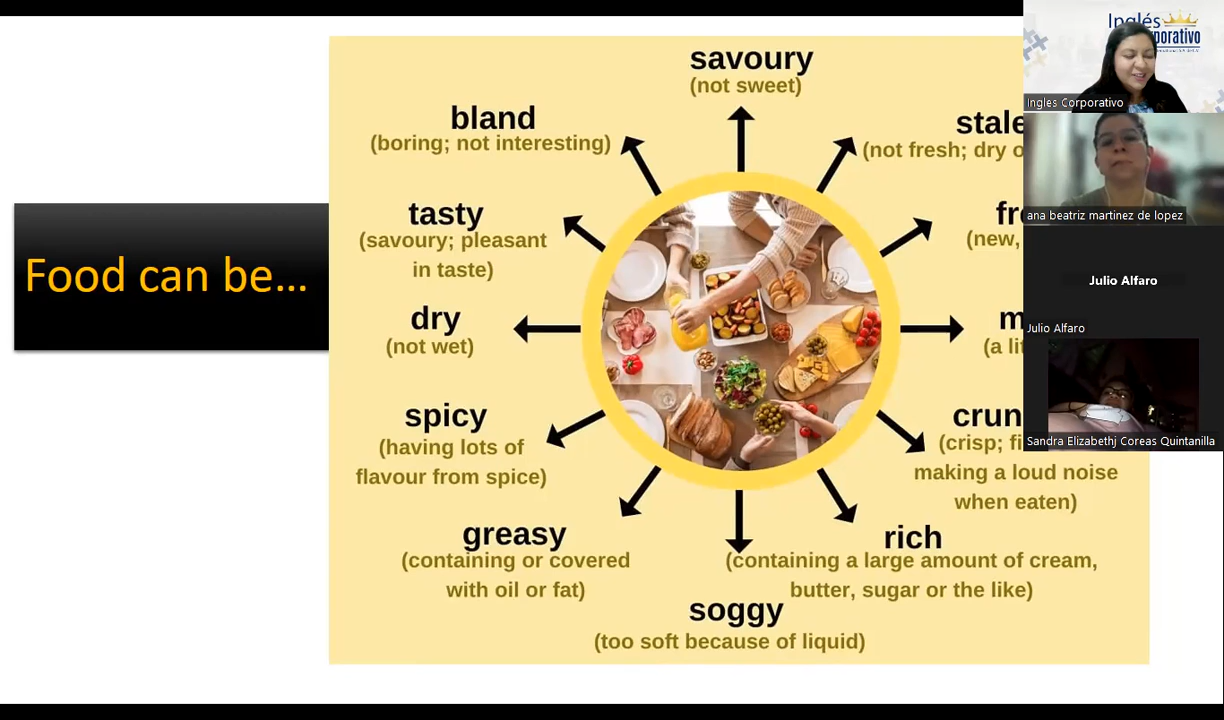 Food can be...
savoury
(not sweet)
bland
(boring; not interesting)
stale
(not fresh; dry
tasty
(savoury; pleasant
in taste)
(new,
dry
(not wet)
(a
spicy
(having lots of
flavour from spice)
(crisp;
making a loud noise
when eaten)
greasy
(containing or covered
with oil or fat)
rich
(containing a large amount of cream,
butter, sugar or the like)
soggy
(too soft because of liquid)
Inglés
Ingles Corporativo
ana beatriz martinez de lopez
Julio Alfaro
Julio Alfaro
Sandra Elizabethj Coreas Quintanilla